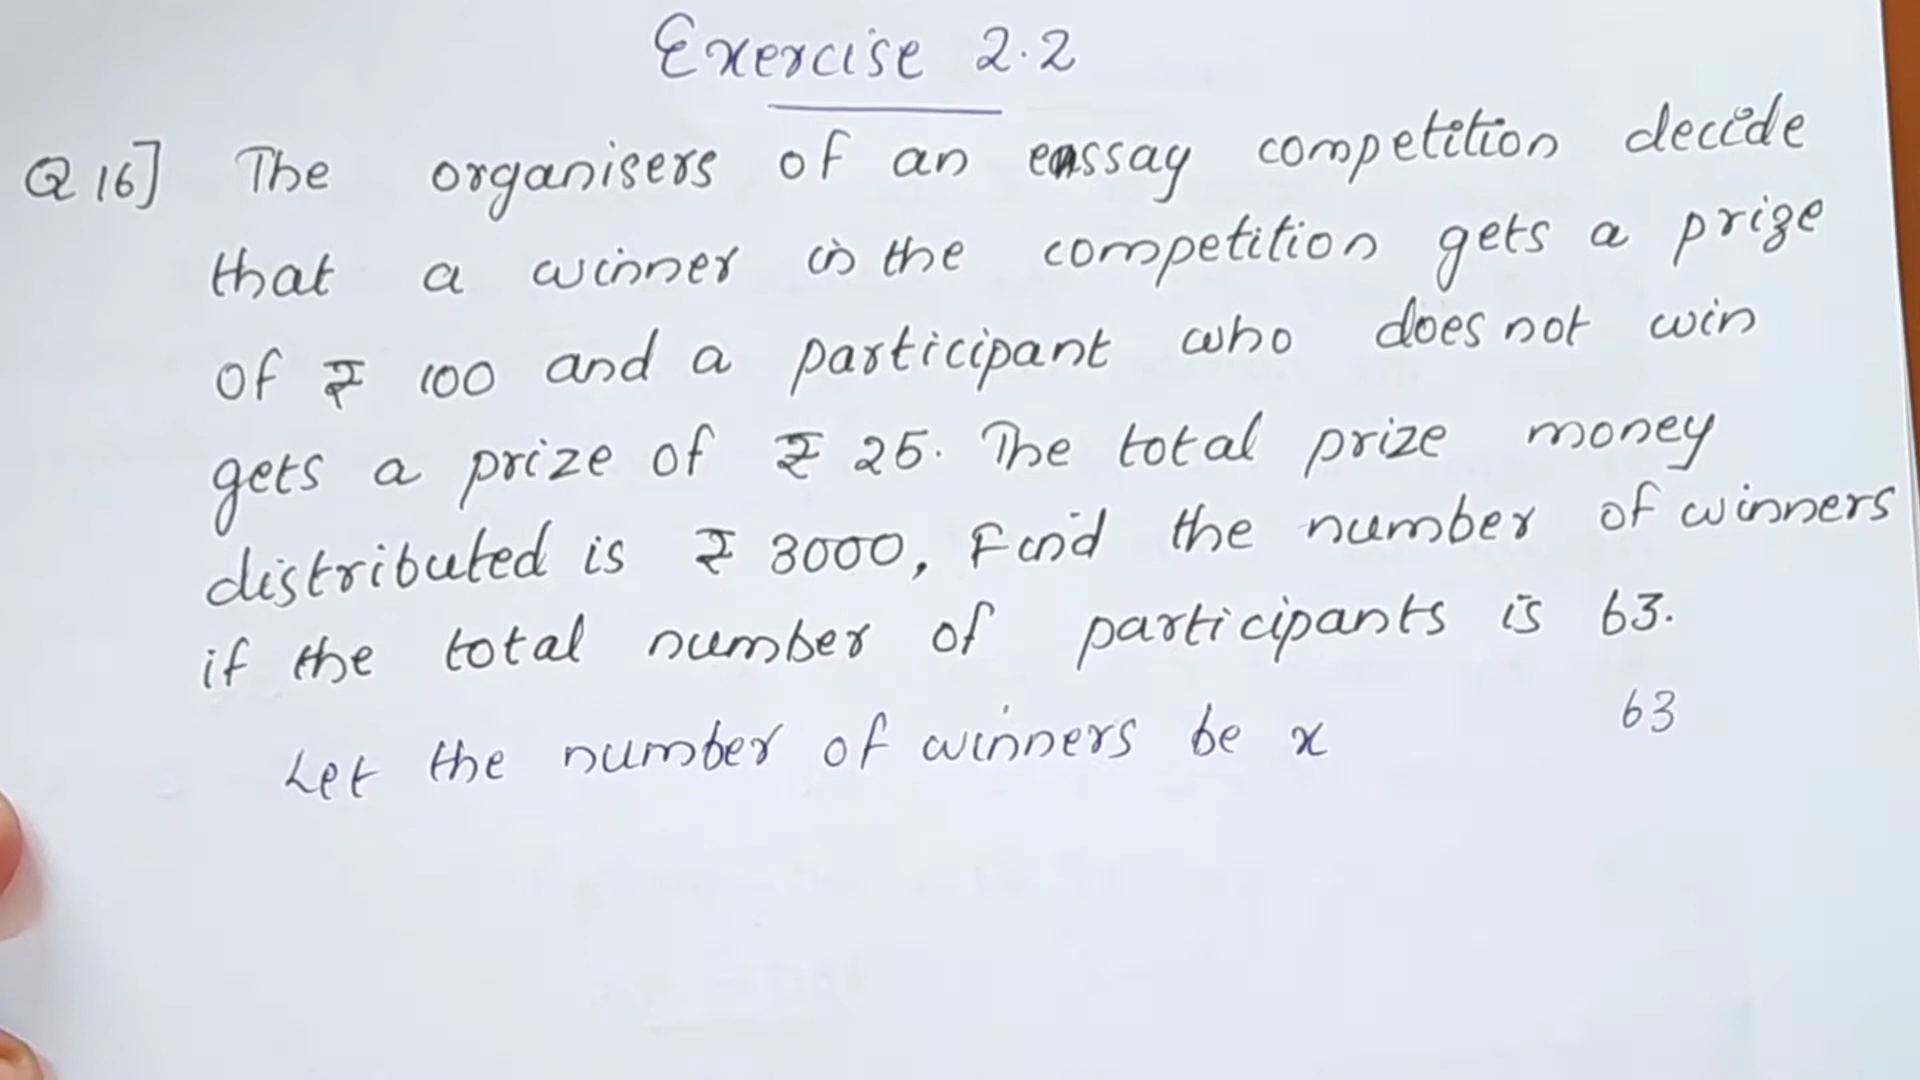 Exercise 2.2
Q 16] The organisers of an essay competition decide
that a winner in the competition gets a prize
of ₹ 100 and a participant who does not win
gets a prize of ₹ 25. The total prize money
distributed is ₹ 3000, Find the number of winners
if the total number of participants is 63.
63
Let the number of winners be x